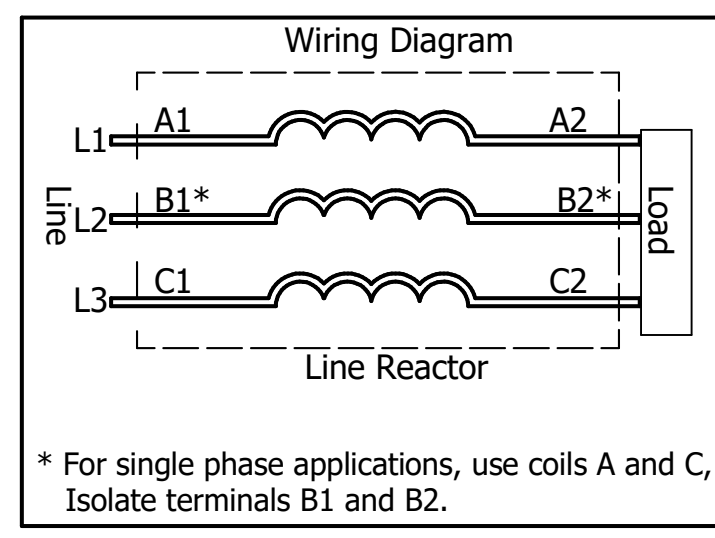 Wiring Diagram
A1
A2
L1
B1*
B2*
L2
Line
Load
C1
C2
L3
Line Reactor
* For single phase applications, use coils A and C,
Isolate terminals B1 and B2.